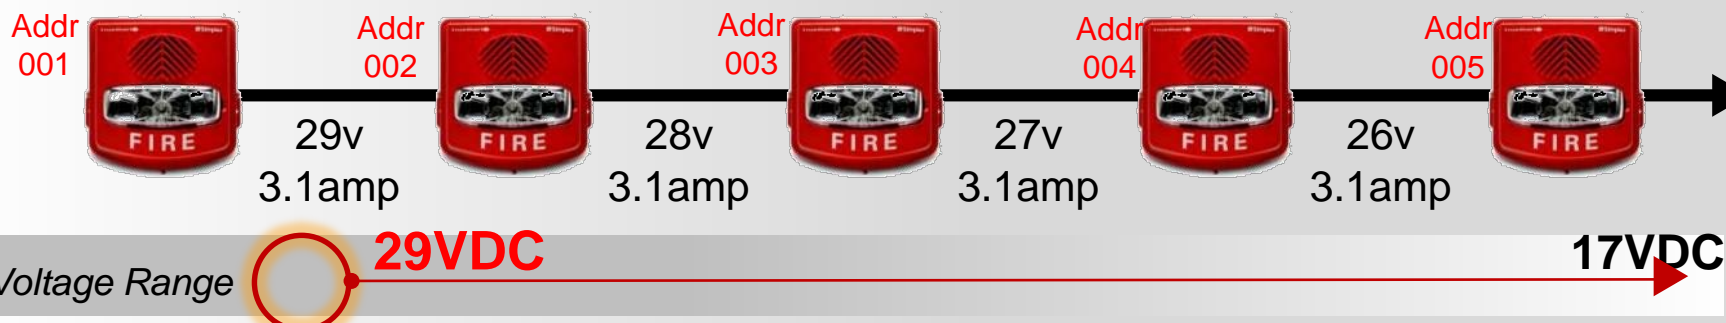 Addr
001
Addr
002
Addr
003
Addr
004
Addr
005
FIRE
FIRE
FIRE
FIRE
FIRE
29v
3.1amp
28v
3.1amp
27v
3.1amp
26v
3.1amp
29VDC
17VDC
Voltage Range